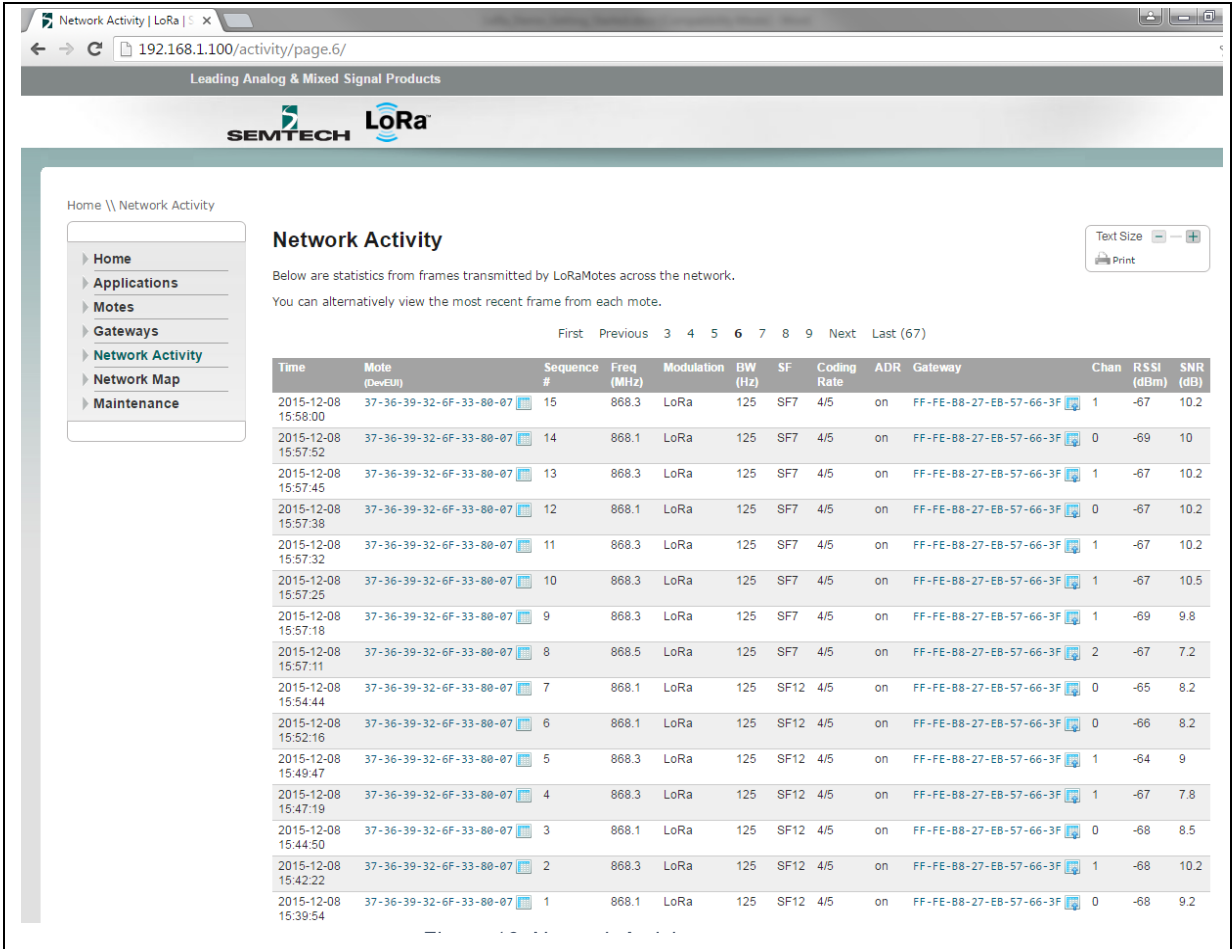 Network Activity | LoRa | S
192.168.1.100/activity/page.6/
Leading Analog & Mixed Signal Products
SEMTECH LoRa
Home \\ Network Activity
Home
Applications
Motes
Gateways
Network Activity
Network Map
Maintenance
Network Activity
Text Size
Print
Below are statistics from frames transmitted by LoRaMotes across the network.
You can alternatively view the most recent frame from each mote.
First Previous 3 4 5 6 7 8 9 Next Last (67)
Time Mote (DevEUI) Sequence # Freq (MHz) Modulation BW (Hz) SF Coding Rate ADR Gateway Chan RSSI (dBm) SNR (dB)
2015-12-08 15:58:00 37-36-39-32-6F-33-80-07 15 868.3 LoRa 125 SF7 4/5 on FF-FE-B8-27-EB-57-66-3F 1 -67 10.2
2015-12-08 15:57:52 37-36-39-32-6F-33-80-07 14 868.1 LoRa 125 SF7 4/5 on FF-FE-B8-27-EB-57-66-3F 0 -69 10
2015-12-08 15:57:45 37-36-39-32-6F-33-80-07 13 868.3 LoRa 125 SF7 4/5 on FF-FE-B8-27-EB-57-66-3F 1 -67 10.2
2015-12-08 15:57:38 37-36-39-32-6F-33-80-07 12 868.1 LoRa 125 SF7 4/5 on FF-FE-B8-27-EB-57-66-3F 0 -67 10.2
2015-12-08 15:57:32 37-36-39-32-6F-33-80-07 11 868.3 LoRa 125 SF7 4/5 on FF-FE-B8-27-EB-57-66-3F 1 -67 10.2
2015-12-08 15:57:25 37-36-39-32-6F-33-80-07 10 868.3 LoRa 125 SF7 4/5 on FF-FE-B8-27-EB-57-66-3F 1 -67 10.5
2015-12-08 15:57:18 37-36-39-32-6F-33-80-07 9 868.3 LoRa 125 SF7 4/5 on FF-FE-B8-27-EB-57-66-3F 1 -69 9.8
2015-12-08 15:57:11 37-36-39-32-6F-33-80-07 8 868.5 LoRa 125 SF7 4/5 on FF-FE-B8-27-EB-57-66-3F 2 -67 7.2
2015-12-08 15:54:44 37-36-39-32-6F-33-80-07 7 868.1 LoRa 125 SF12 4/5 on FF-FE-B8-27-EB-57-66-3F 0 -65 8.2
2015-12-08 15:52:16 37-36-39-32-6F-33-80-07 6 868.1 LoRa 125 SF12 4/5 on FF-FE-B8-27-EB-57-66-3F 0 -66 8.2
2015-12-08 15:49:47 37-36-39-32-6F-33-80-07 5 868.3 LoRa 125 SF12 4/5 on FF-FE-B8-27-EB-57-66-3F 1 -64 9
2015-12-08 15:47:19 37-36-39-32-6F-33-80-07 4 868.3 LoRa 125 SF12 4/5 on FF-FE-B8-27-EB-57-66-3F 1 -67 7.8
2015-12-08 15:44:50 37-36-39-32-6F-33-80-07 3 868.1 LoRa 125 SF12 4/5 on FF-FE-B8-27-EB-57-66-3F 0 -68 8.5
2015-12-08 15:42:22 37-36-39-32-6F-33-80-07 2 868.3 LoRa 125 SF12 4/5 on FF-FE-B8-27-EB-57-66-3F 1 -68 10.2
2015-12-08 15:39:54 37-36-39-32-6F-33-80-07 1 868.1 LoRa 125 SF12 4/5 on FF-FE-B8-27-EB-57-66-3F 0 -68 9.2